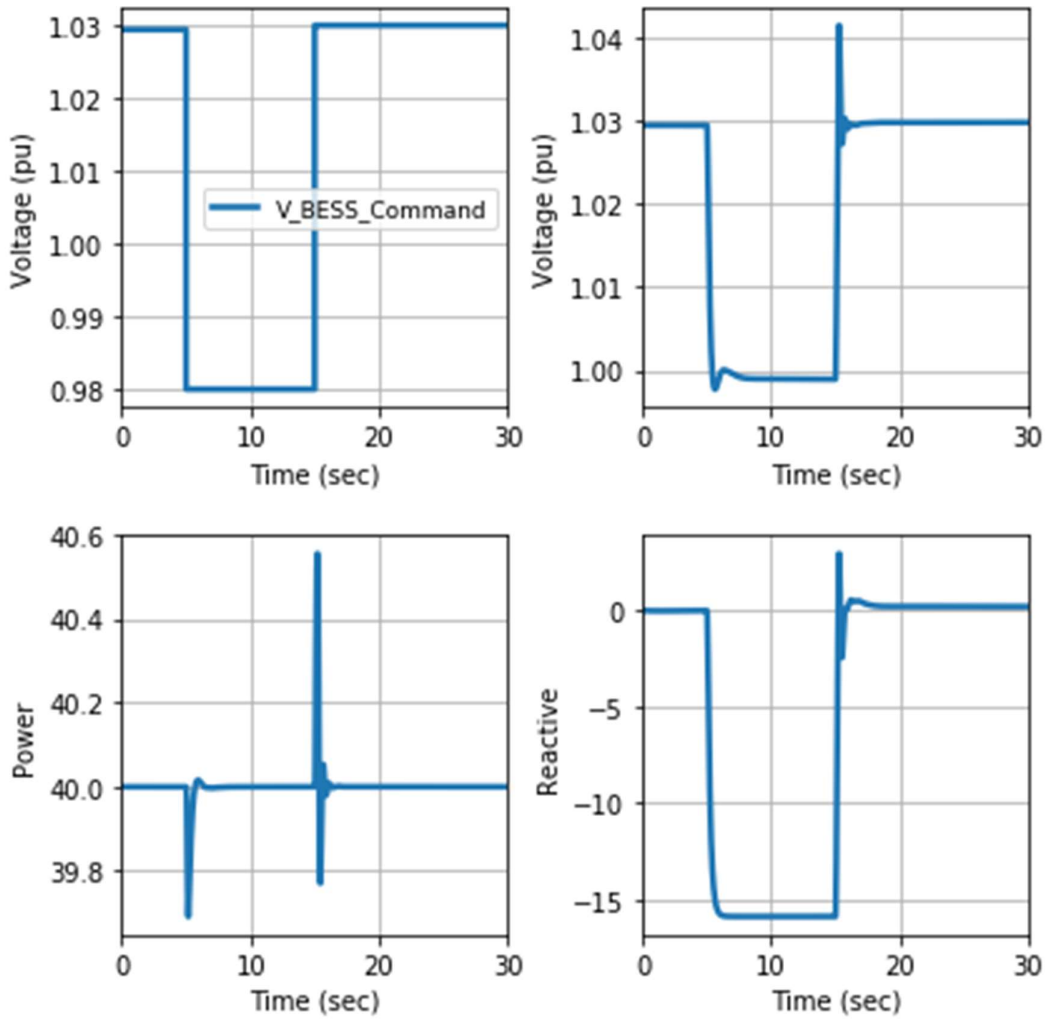 1.03
1.02
1.01
1.00
0.99
0.98
Voltage (pu)
V_BESS_Command
0 10 20 30
Time (sec)
1.04
1.03
1.02
1.01
1.00
Voltage (pu)
0 10 20 30
Time (sec)
40.6
40.4
40.2
40.0
39.8
Power
0 10 20 30
Time (sec)
0
−5
−10
−15
Reactive
0 10 20 30
Time (sec)